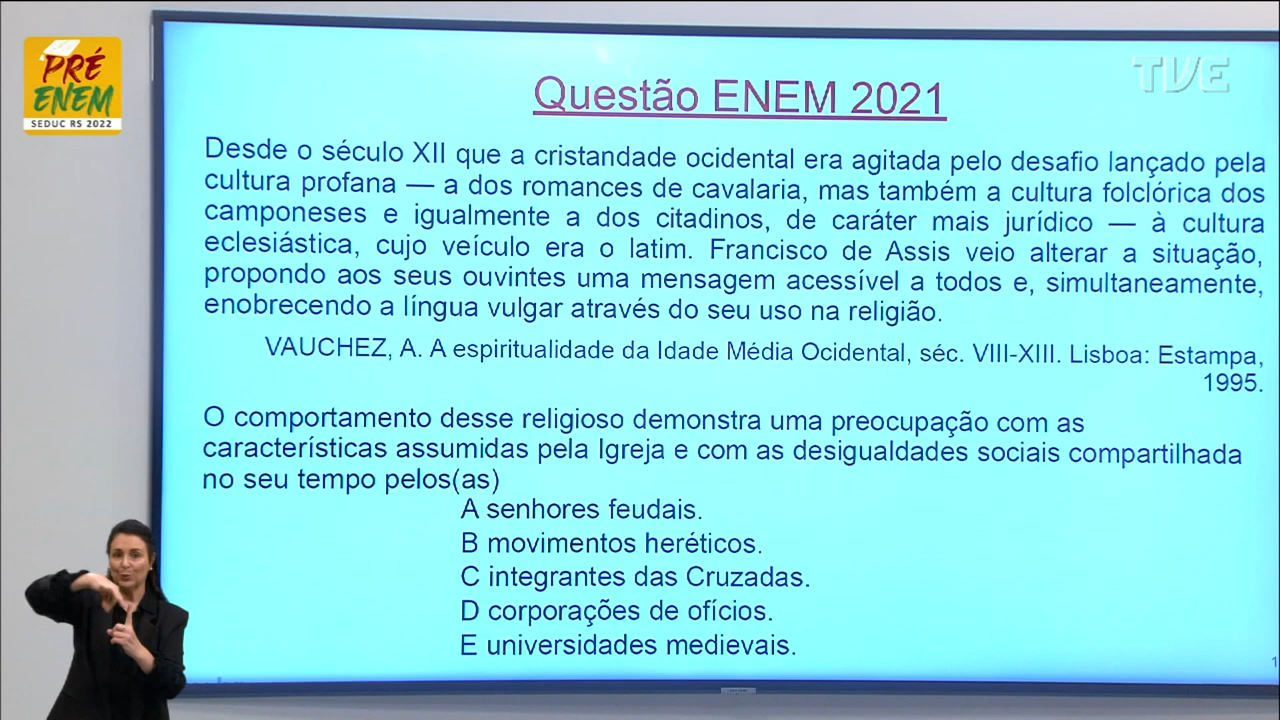 PRÉ
ENEM
SEDUC RS 2022
TVE
Questão ENEM 2021
Desde o século XII que a cristandade ocidental era agitada pelo desafio lançado pela
cultura profana — a dos romances de cavalaria, mas também a cultura folclórica dos
camponeses e igualmente a dos citadinos, de caráter mais jurídico — à cultura
eclesiástica, cujo veículo era o latim. Francisco de Assis veio alterar a situação,
propondo aos seus ouvintes uma mensagem acessível a todos e, simultaneamente,
enobrecendo a língua vulgar através do seu uso na religião.
VAUCHEZ, A. A espiritualidade da Idade Média Ocidental, séc. VIII-XIII. Lisboa: Estampa,
1995.
O comportamento desse religioso demonstra uma preocupação com as
características assumidas pela Igreja e com as desigualdades sociais compartilhada
no seu tempo pelos(as)
A senhores feudais.
B movimentos heréticos.
C integrantes das Cruzadas.
D corporações de ofícios.
E universidades medievais.